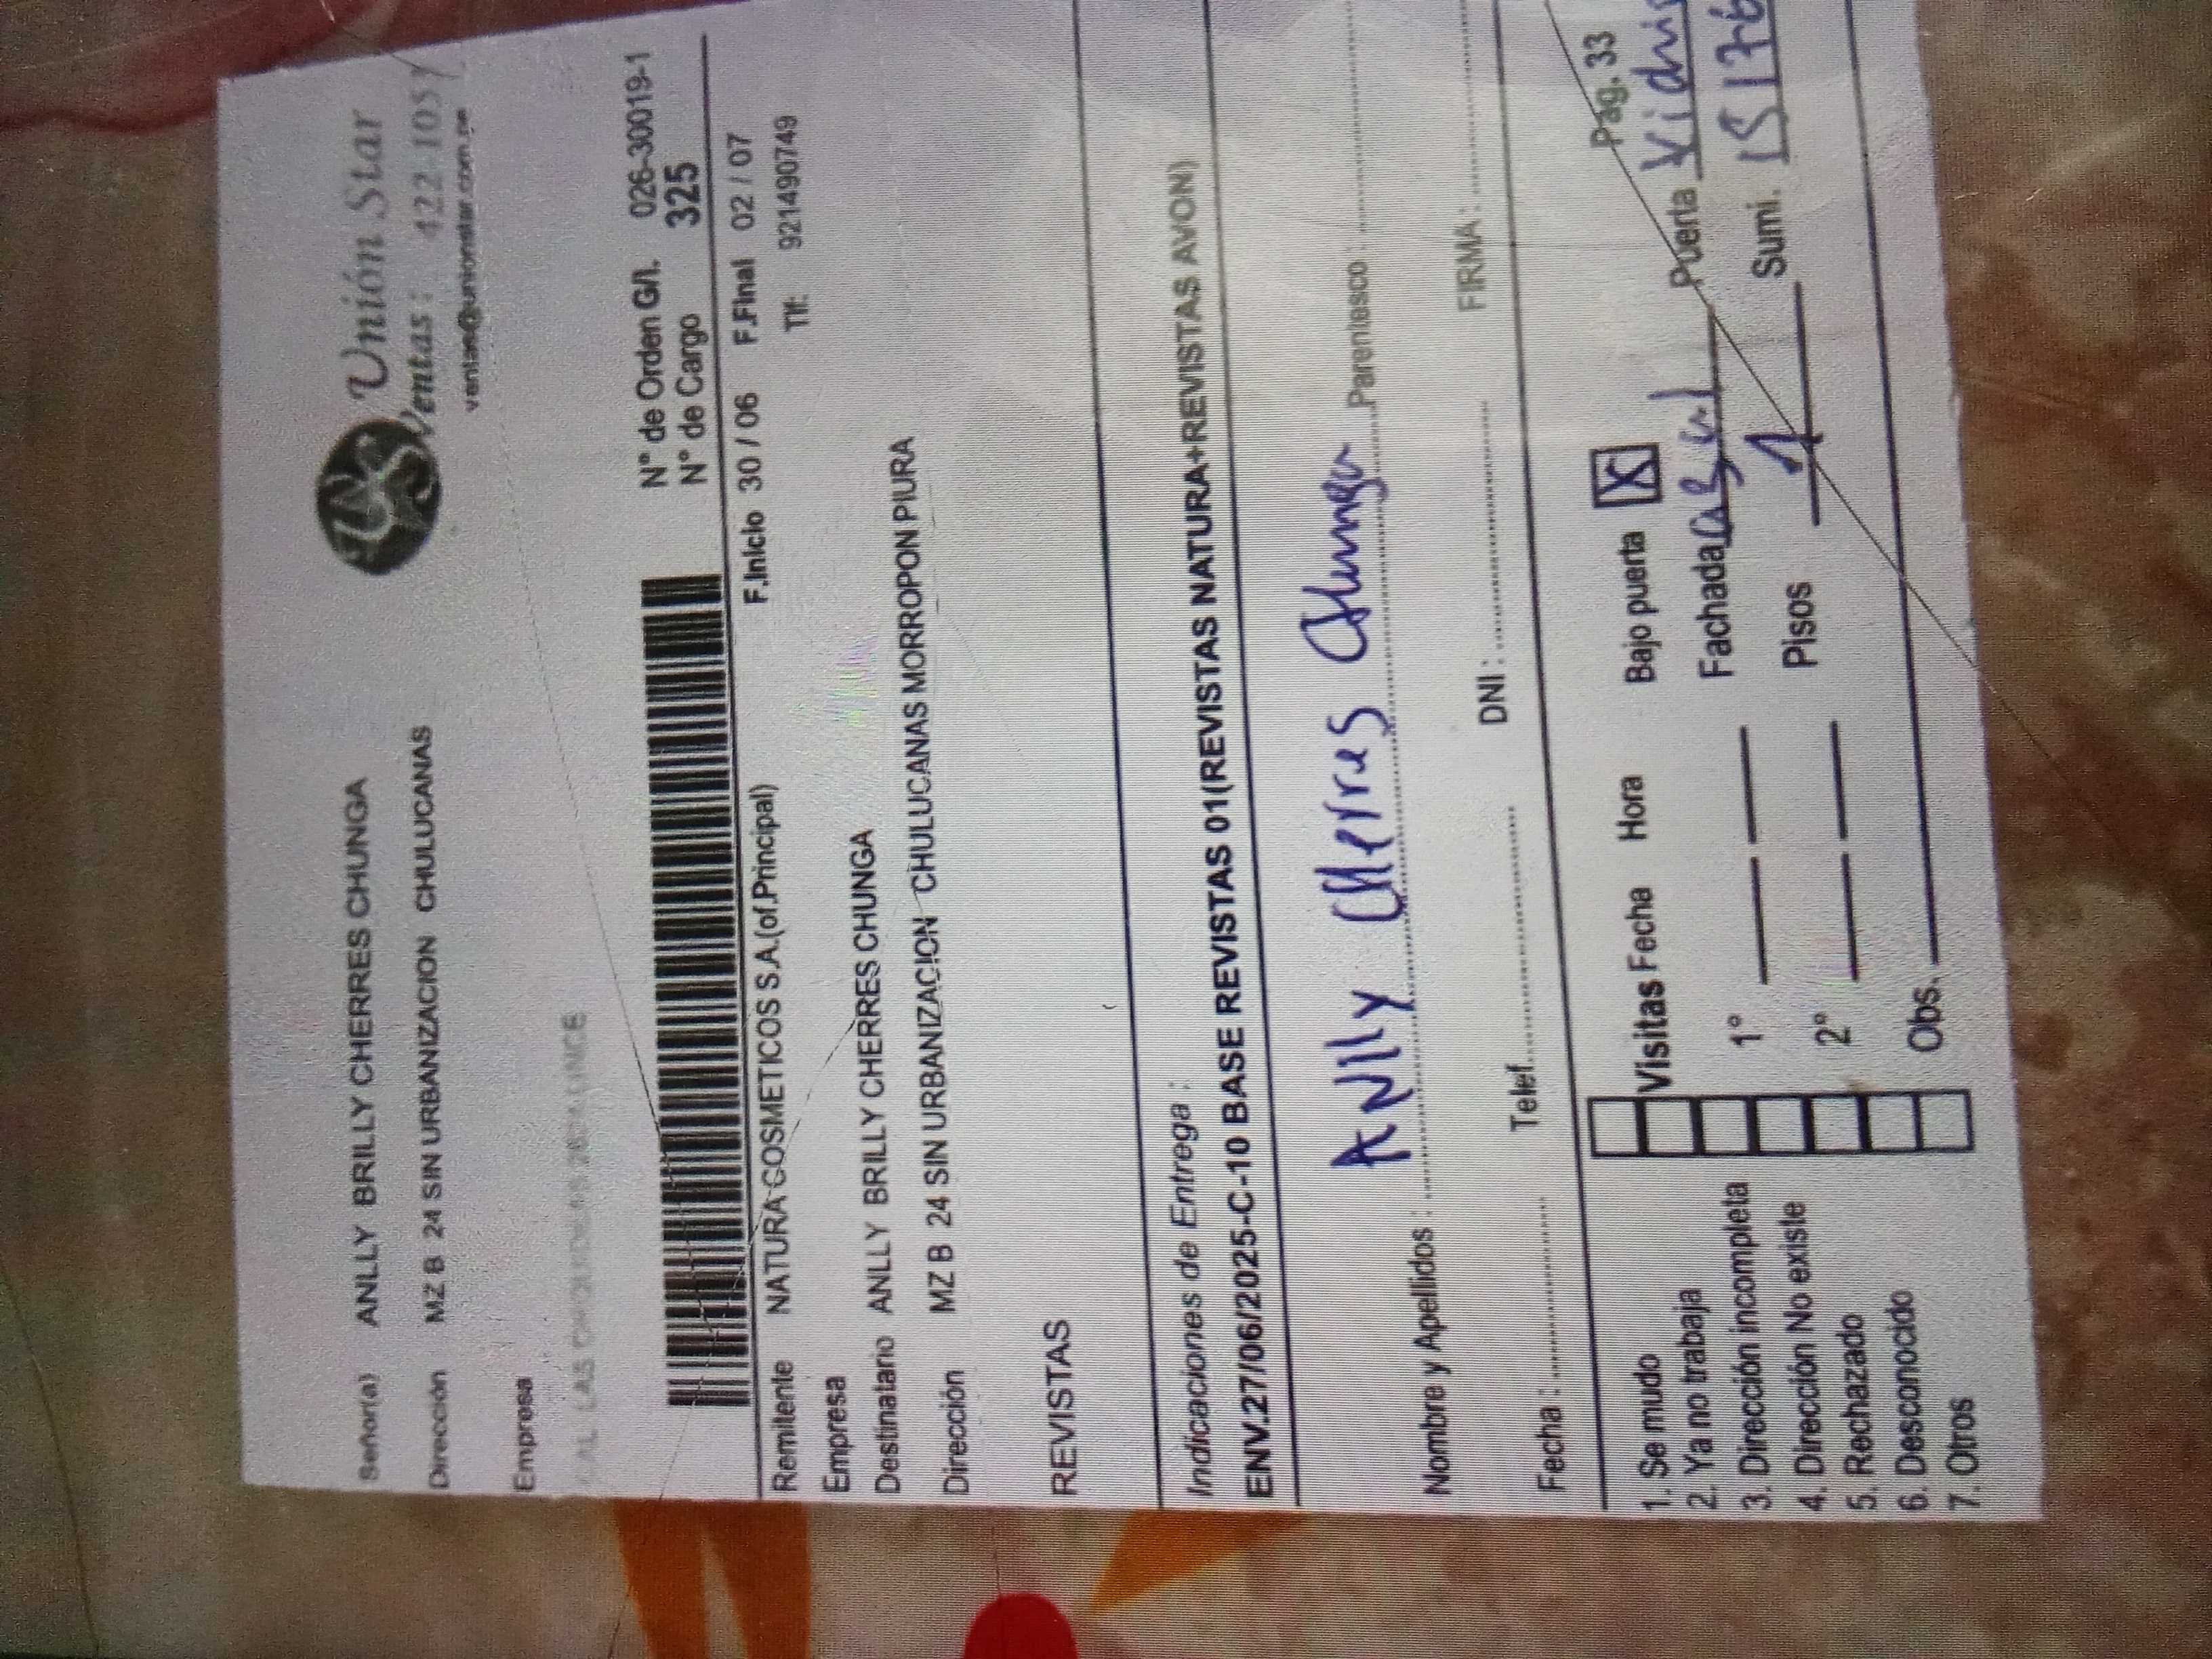 Unión Star
Ventas: 422-105
ventas@unionstar.com.pe
Señor(a) ANLLY BRILLY CHERRES CHUNGA
Dirección MZ B 24 SIN URBANIZACION CHULUCANAS
Empresa
N° de Orden G/I. 026-30019-1
N° de Cargo 325
F.Inicio 30 / 06 F.Final 02 / 07
Remitente NATURA COSMETICOS S.A.(of.Principal) Tlf: 921490749
Empresa
Destinatario ANLLY BRILLY CHERRES CHUNGA
Dirección MZ B 24 SIN URBANIZACION CHULUCANAS MORROPON PIURA
REVISTAS
Indicaciones de Entrega :
ENV.27/06/2025-C-10 BASE REVISTAS 01(REVISTAS NATURA+REVISTAS AVON)
Nombre y Apellidos : ANlly CHerres Chunga Parentesco :
Fecha : Telef. DNI : FIRMA :
Pág. 33
1. Se mudo
2. Ya no trabaja
3. Dirección incompleta
4. Dirección No existe
5. Rechazado
6. Desconocido
7. Otros
Visitas Fecha Hora Bajo puerta X
1° Fachada Puerta
2° Pisos 1 Sumi. 15176
Obs.